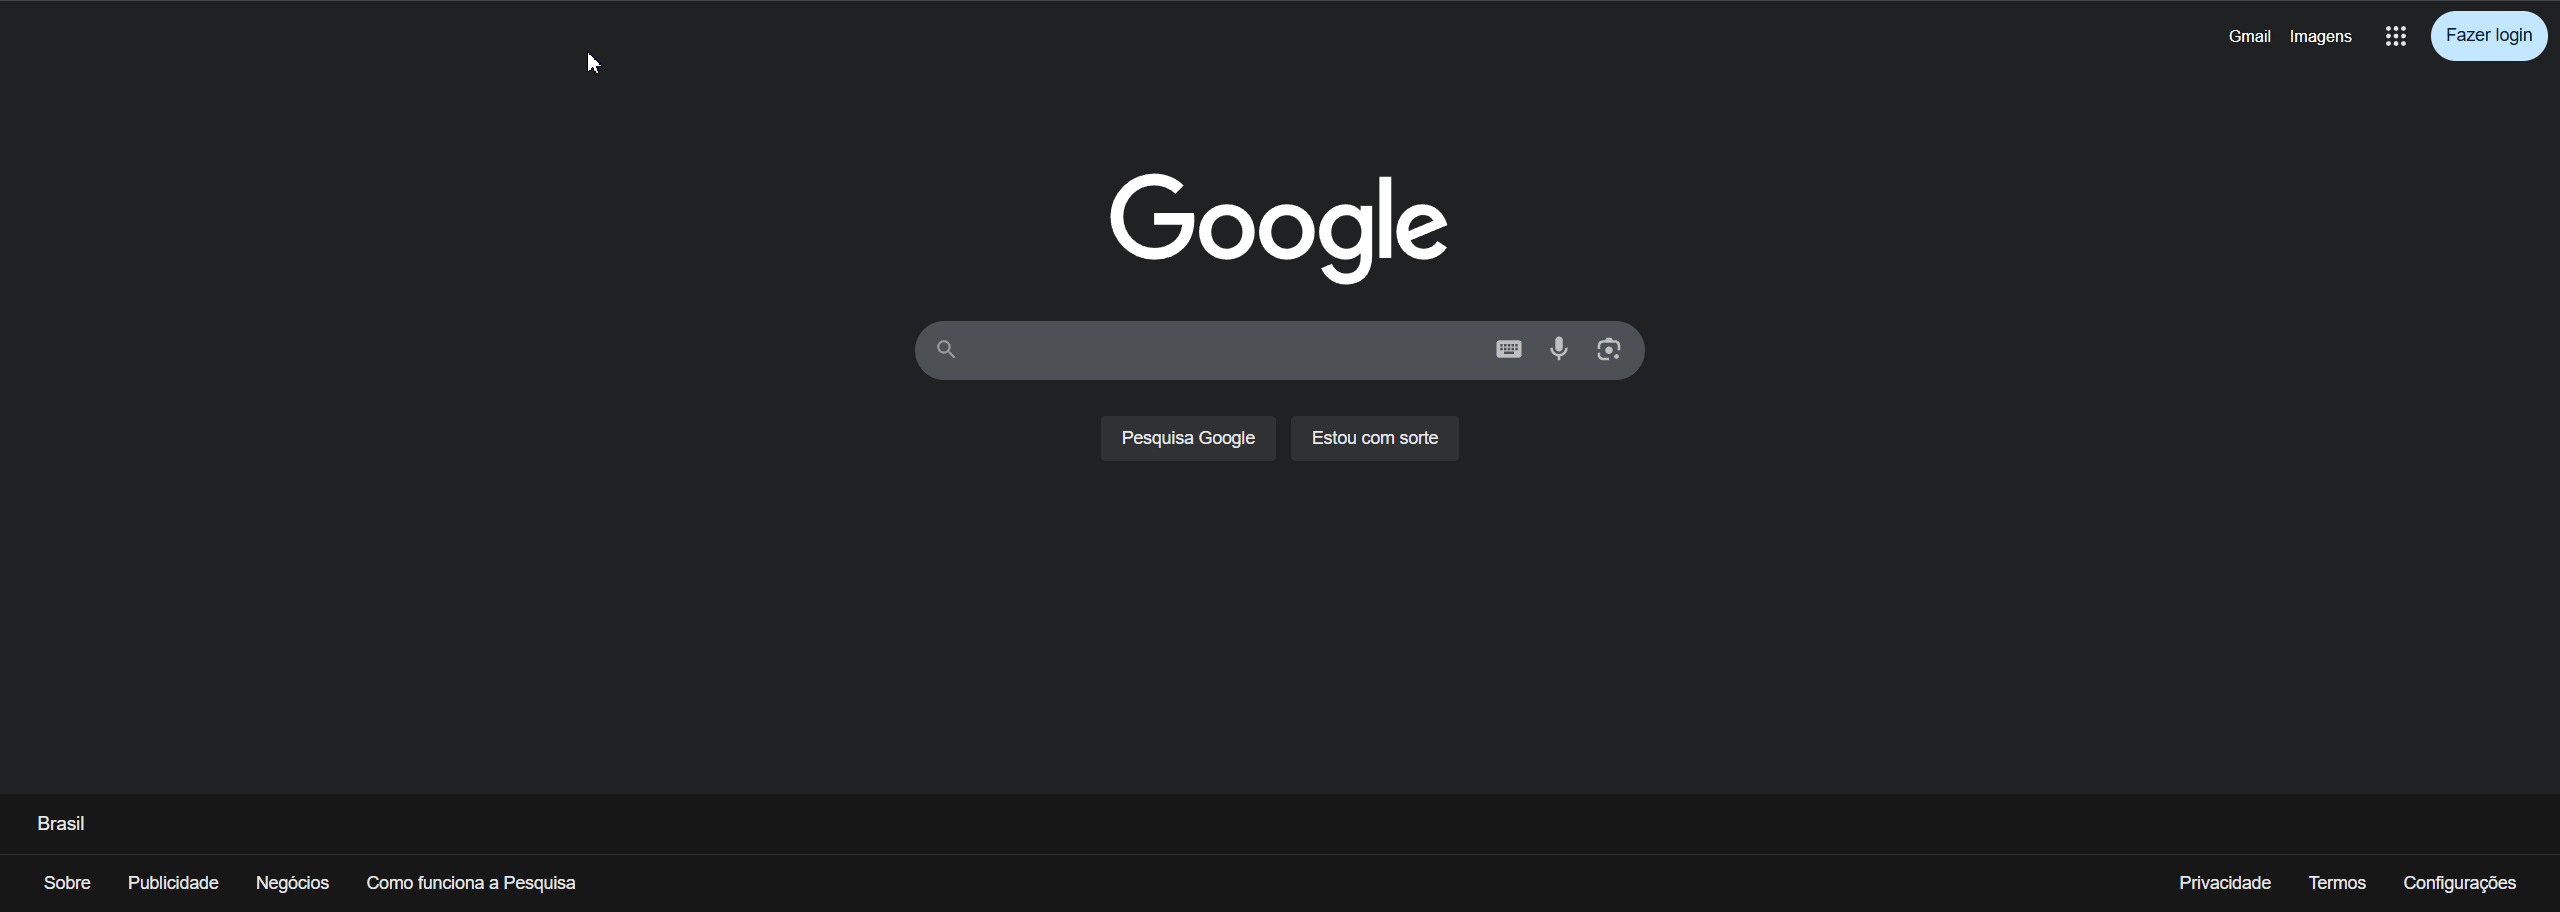 Gmail Imagens Fazer login
Google
Pesquisa Google Estou com sorte
Brasil
Sobre Publicidade Negócios Como funciona a Pesquisa Privacidade Termos Configurações